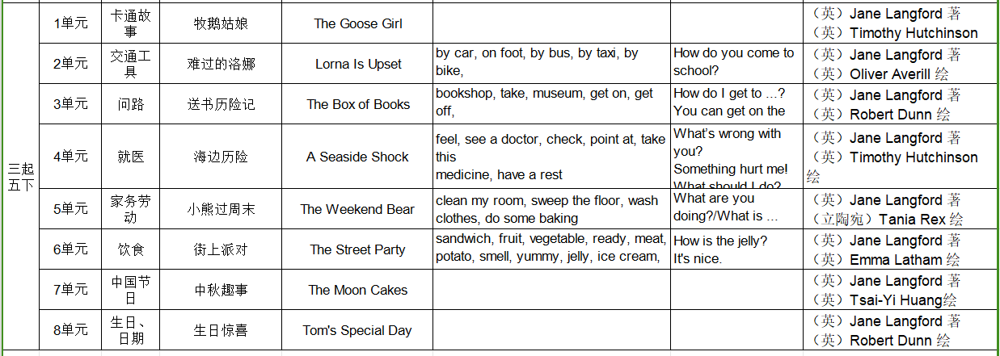 三起
五下
1单元
卡通故
事
牧鹅姑娘
The Goose Girl
（英）Jane Langford 著
（英）Timothy Hutchinson
2单元
交通工
具
难过的洛娜
Lorna Is Upset
by car, on foot, by bus, by taxi, by
bike,
How do you come to
school?
（英）Jane Langford 著
（英）Oliver Averill 绘
3单元
问路
送书历险记
The Box of Books
bookshop, take, museum, get on, get
off,
How do I get to ...?
You can get on the
（英）Jane Langford 著
（英）Robert Dunn 绘
4单元
就医
海边历险
A Seaside Shock
feel, see a doctor, check, point at, take
this
medicine, have a rest
What’s wrong with
you?
Something hurt me!
What should I do?
（英）Jane Langford 著
（英）Timothy Hutchinson
绘
5单元
家务劳
动
小熊过周末
The Weekend Bear
clean my room, sweep the floor, wash
clothes, do some baking
What are you
doing?/What is ...
（英）Jane Langford 著
（立陶宛）Tania Rex 绘
6单元
饮食
街上派对
The Street Party
sandwich, fruit, vegetable, ready, meat,
potato, smell, yummy, jelly, ice cream,
How is the jelly?
It's nice.
（英）Jane Langford 著
（英）Emma Latham 绘
7单元
中国节
日
中秋趣事
The Moon Cakes
（英）Jane Langford 著
（英）Tsai-Yi Huang绘
8单元
生日、
日期
生日惊喜
Tom's Special Day
（英）Jane Langford 著
（英）Robert Dunn 绘